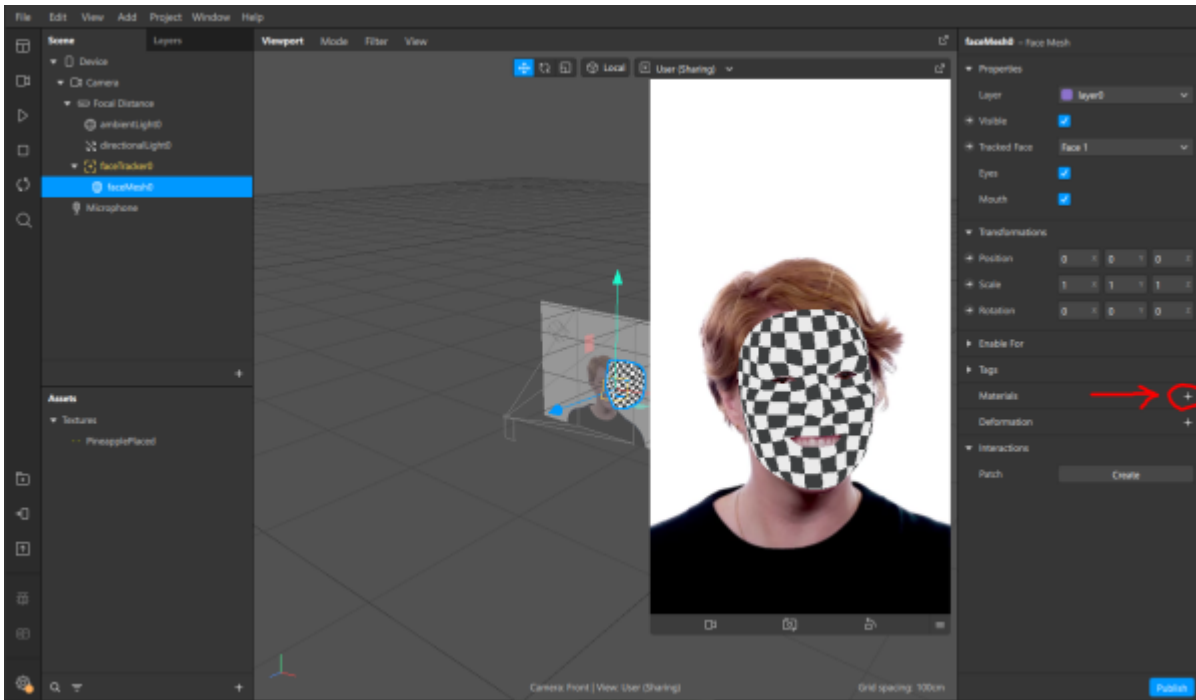 File Edit View Add Project Window Help
Scene Layers
Device
Camera
Focal Distance
ambientLight0
directionalLight0
faceTracker0
faceMesh0
Microphone
Assets
Textures
PineapplePlaced
Viewport Mode Filter View
Local User (Sharing)
Camera: Front | View: User (Sharing) Grid spacing: 100cm
faceMesh0 – Face Mesh
Properties
Layer layer0
Visible
Tracked Face Face 1
Eyes
Mouth
Transformations
Position 0 X 0 Y 0 Z
Scale 1 X 1 Y 1 Z
Rotation 0 X 0 Y 0 Z
Enable For
Tags
Materials
Deformation
Interactions
Patch Create
Publish